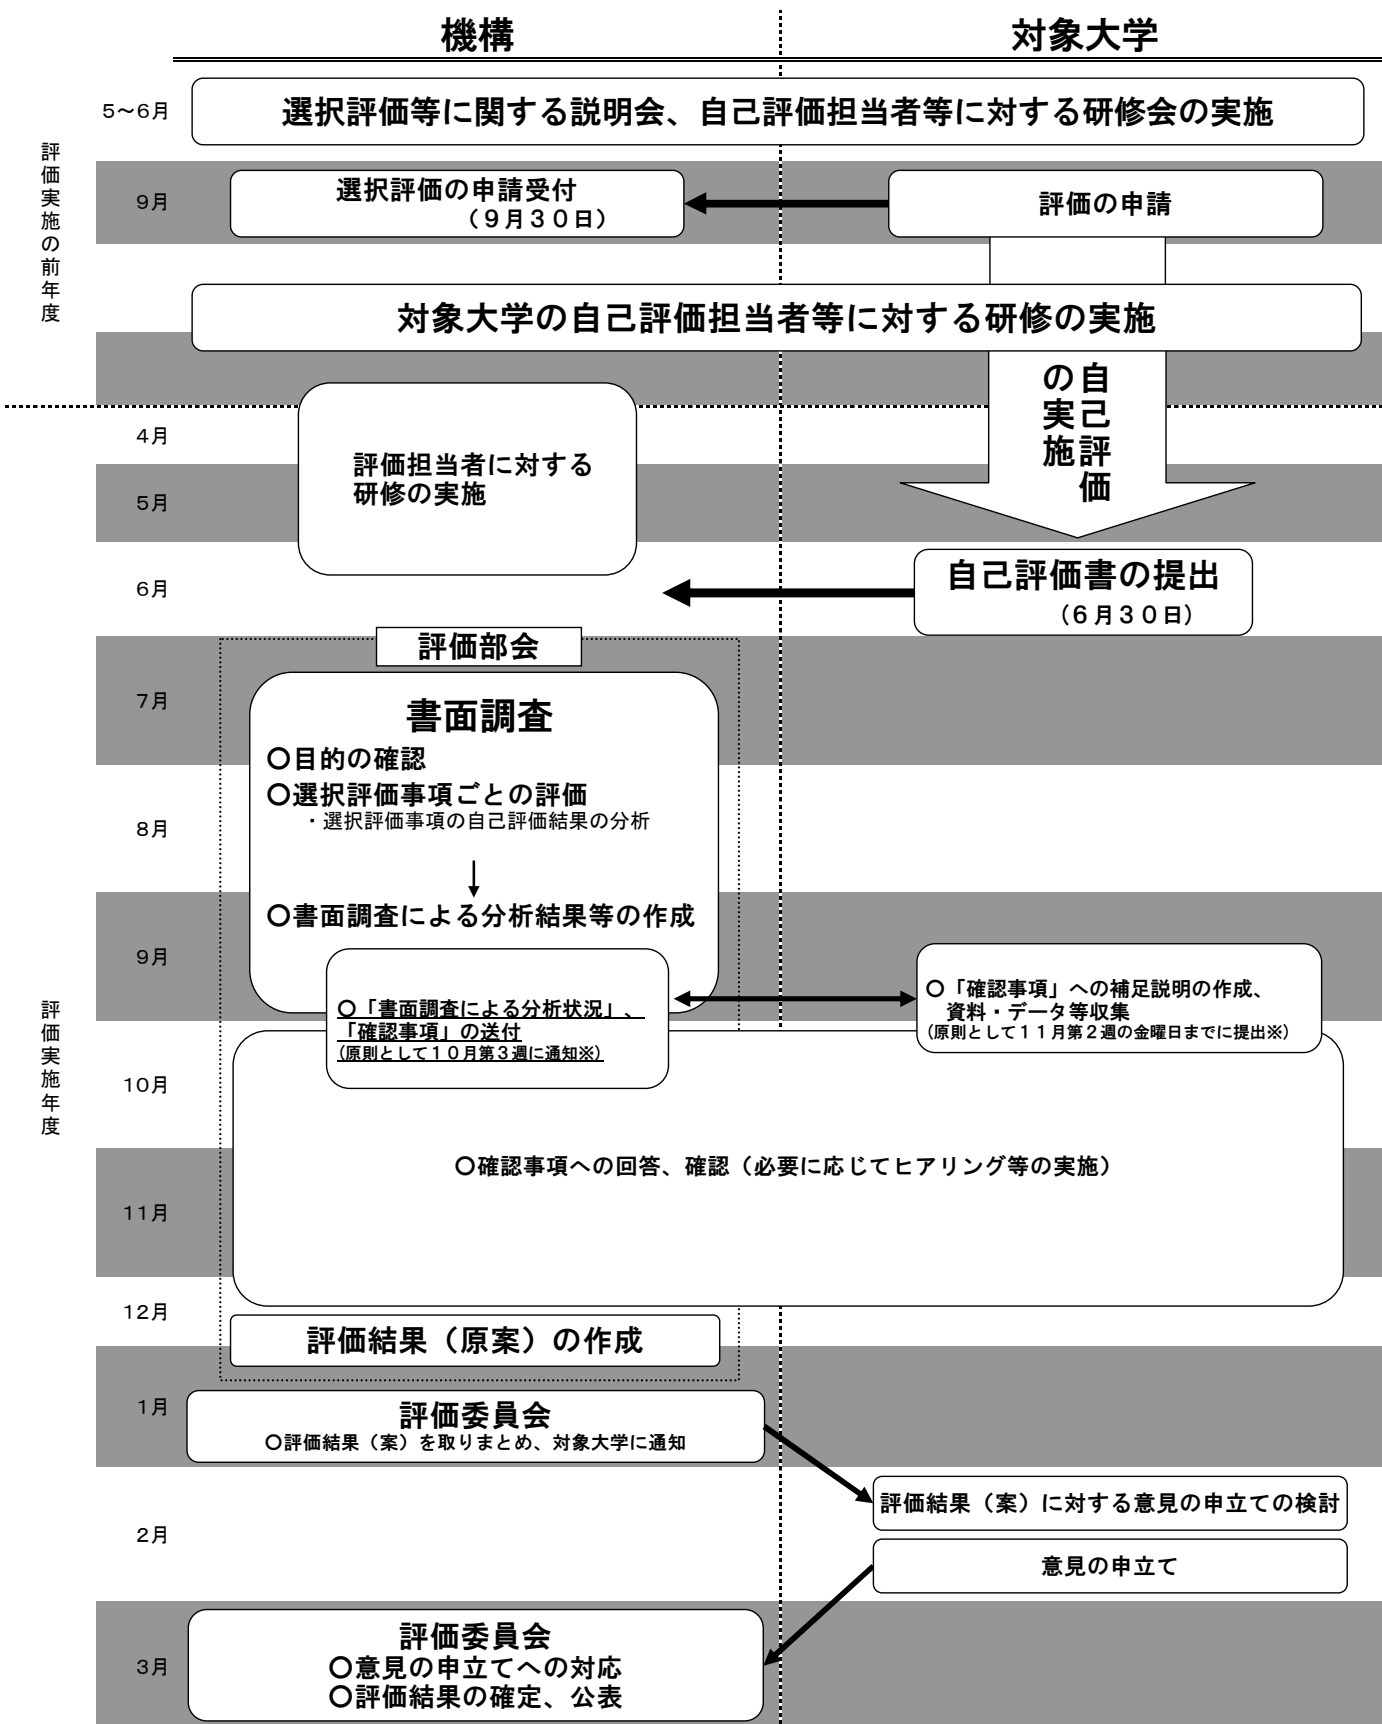 機構
対象大学
5～6月
選択評価等に関する説明会、自己評価担当者等に対する研修会の実施
評価実施の前年度
9月
選択評価の申請受付
（９月３０日）
評価の申請
対象大学の自己評価担当者等に対する研修の実施
自己評価
の実施
4月
評価担当者に対する
研修の実施
5月
6月
自己評価書の提出
（６月３０日）
評価部会
7月
書面調査
〇目的の確認
〇選択評価事項ごとの評価
・選択評価事項の自己評価結果の分析
8月
〇書面調査による分析結果等の作成
9月
〇「書面調査による分析状況」、
「確認事項」の送付
（原則として１０月第３週に通知※）
〇「確認事項」への補足説明の作成、
資料・データ等収集
（原則として１１月第２週の金曜日までに提出※）
評価実施年度
10月
〇確認事項への回答、確認（必要に応じてヒアリング等の実施）
11月
12月
評価結果（原案）の作成
1月
評価委員会
〇評価結果（案）を取りまとめ、対象大学に通知
評価結果（案）に対する意見の申立ての検討
2月
意見の申立て
3月
評価委員会
〇意見の申立てへの対応
〇評価結果の確定、公表